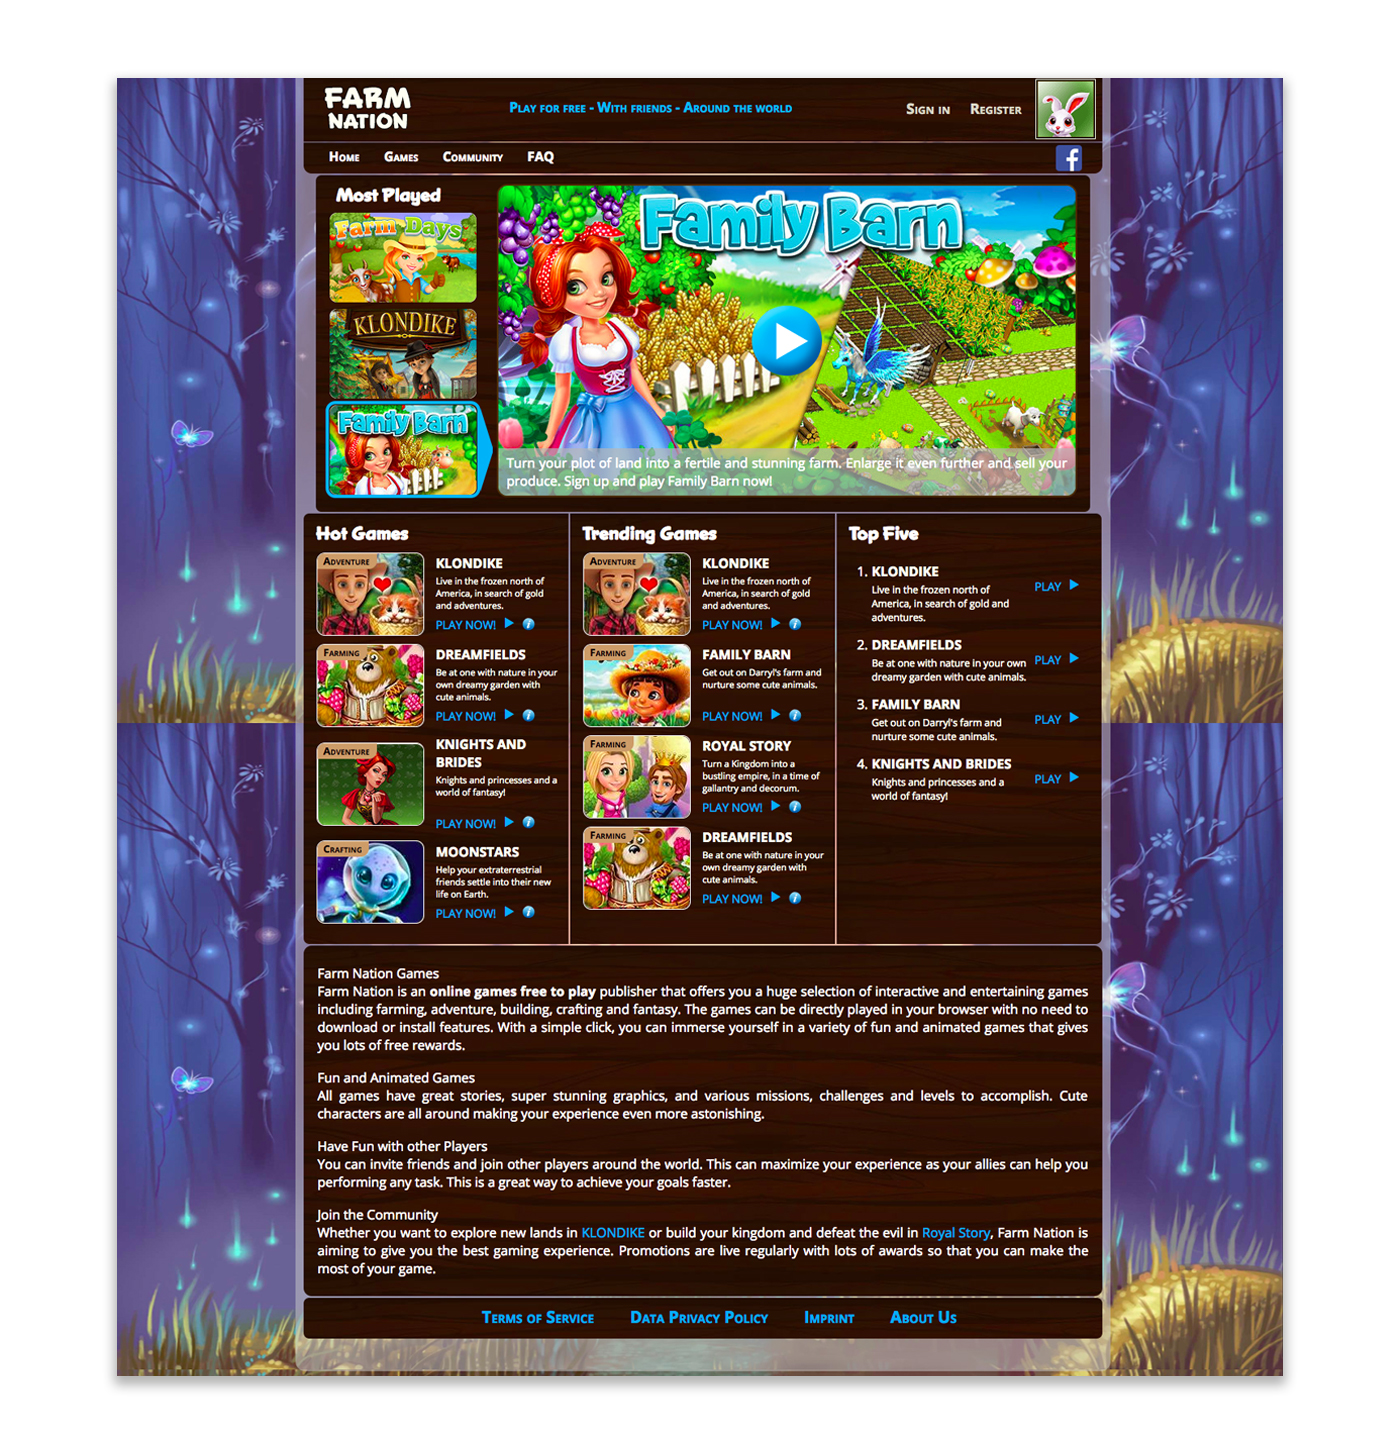 FARM
NATION
Play for free - With friends - Around the world
Sign in
Register
Home
Games
Community
FAQ
f
Most Played
Farm Days
KLONDIKE
Family Barn
Family Barn
Turn your plot of land into a fertile and stunning farm. Enlarge it even further and sell your
produce. Sign up and play Family Barn now!
Hot Games
Adventure
KLONDIKE
Live in the frozen north of
America, in search of gold
and adventures.
PLAY NOW!
i
Farming
DREAMFIELDS
Be at one with nature in your
own dreamy garden with
cute animals.
PLAY NOW!
i
Adventure
KNIGHTS AND
BRIDES
Knights and princesses and a
world of fantasy!
PLAY NOW!
i
Crafting
MOONSTARS
Help your extraterrestrial
friends settle into their new
life on Earth.
PLAY NOW!
i
Trending Games
Adventure
KLONDIKE
Live in the frozen north of
America, in search of gold
and adventures.
PLAY NOW!
i
Farming
FAMILY BARN
Get out on Darryl's farm and
nurture some cute animals.
PLAY NOW!
i
Farming
ROYAL STORY
Turn a Kingdom into a
bustling empire, in a time of
gallantry and decorum.
PLAY NOW!
i
Farming
DREAMFIELDS
Be at one with nature in your
own dreamy garden with
cute animals.
PLAY NOW!
i
Top Five
1. KLONDIKE
Live in the frozen north of
America, in search of gold and
adventures.
PLAY
2. DREAMFIELDS
Be at one with nature in your own
dreamy garden with cute animals.
PLAY
3. FAMILY BARN
Get out on Darryl's farm and
nurture some cute animals.
PLAY
4. KNIGHTS AND BRIDES
Knights and princesses and a
world of fantasy!
PLAY
Farm Nation Games
Farm Nation is an online games free to play publisher that offers you a huge selection of interactive and entertaining games
including farming, adventure, building, crafting and fantasy. The games can be directly played in your browser with no need to
download or install features. With a simple click, you can immerse yourself in a variety of fun and animated games that gives
you lots of free rewards.
Fun and Animated Games
All games have great stories, super stunning graphics, and various missions, challenges and levels to accomplish. Cute
characters are all around making your experience even more astonishing.
Have Fun with other Players
You can invite friends and join other players around the world. This can maximize your experience as your allies can help you
performing any task. This is a great way to achieve your goals faster.
Join the Community
Whether you want to explore new lands in KLONDIKE or build your kingdom and defeat the evil in Royal Story, Farm Nation is
aiming to give you the best gaming experience. Promotions are live regularly with lots of awards so that you can make the
most of your game.
Terms of Service
Data Privacy Policy
Imprint
About Us